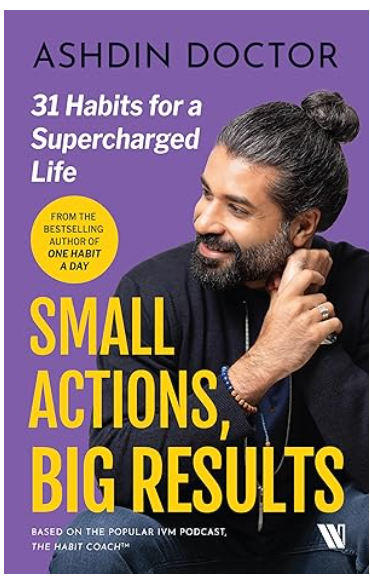 ASHDIN DOCTOR
31 Habits for a
Supercharged
Life
FROM THE
BESTSELLING
AUTHOR OF
ONE HABIT
A DAY
SMALL
ACTIONS,
BIG RESULTS
BASED ON THE POPULAR IVM PODCAST,
THE HABIT COACH™
W